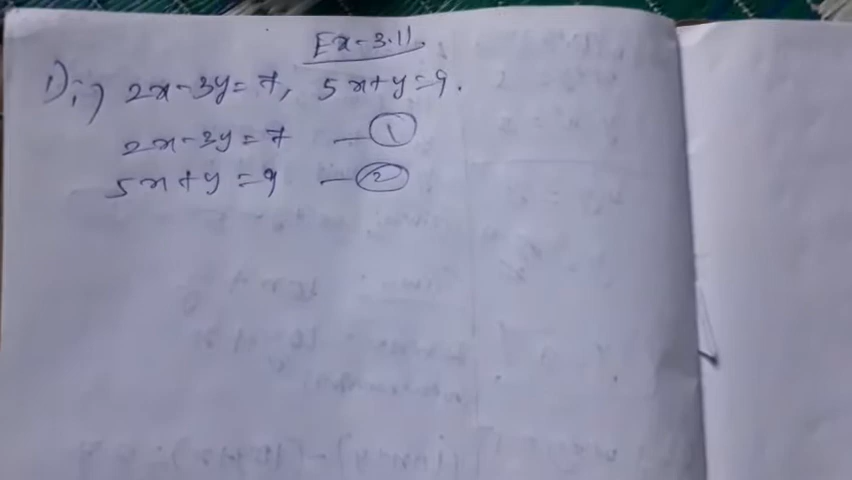 Ex-3.11.
1) i) 2x-3y=7, 5x+y=9.
2x-3y=7 —①
5x+y=9 —②